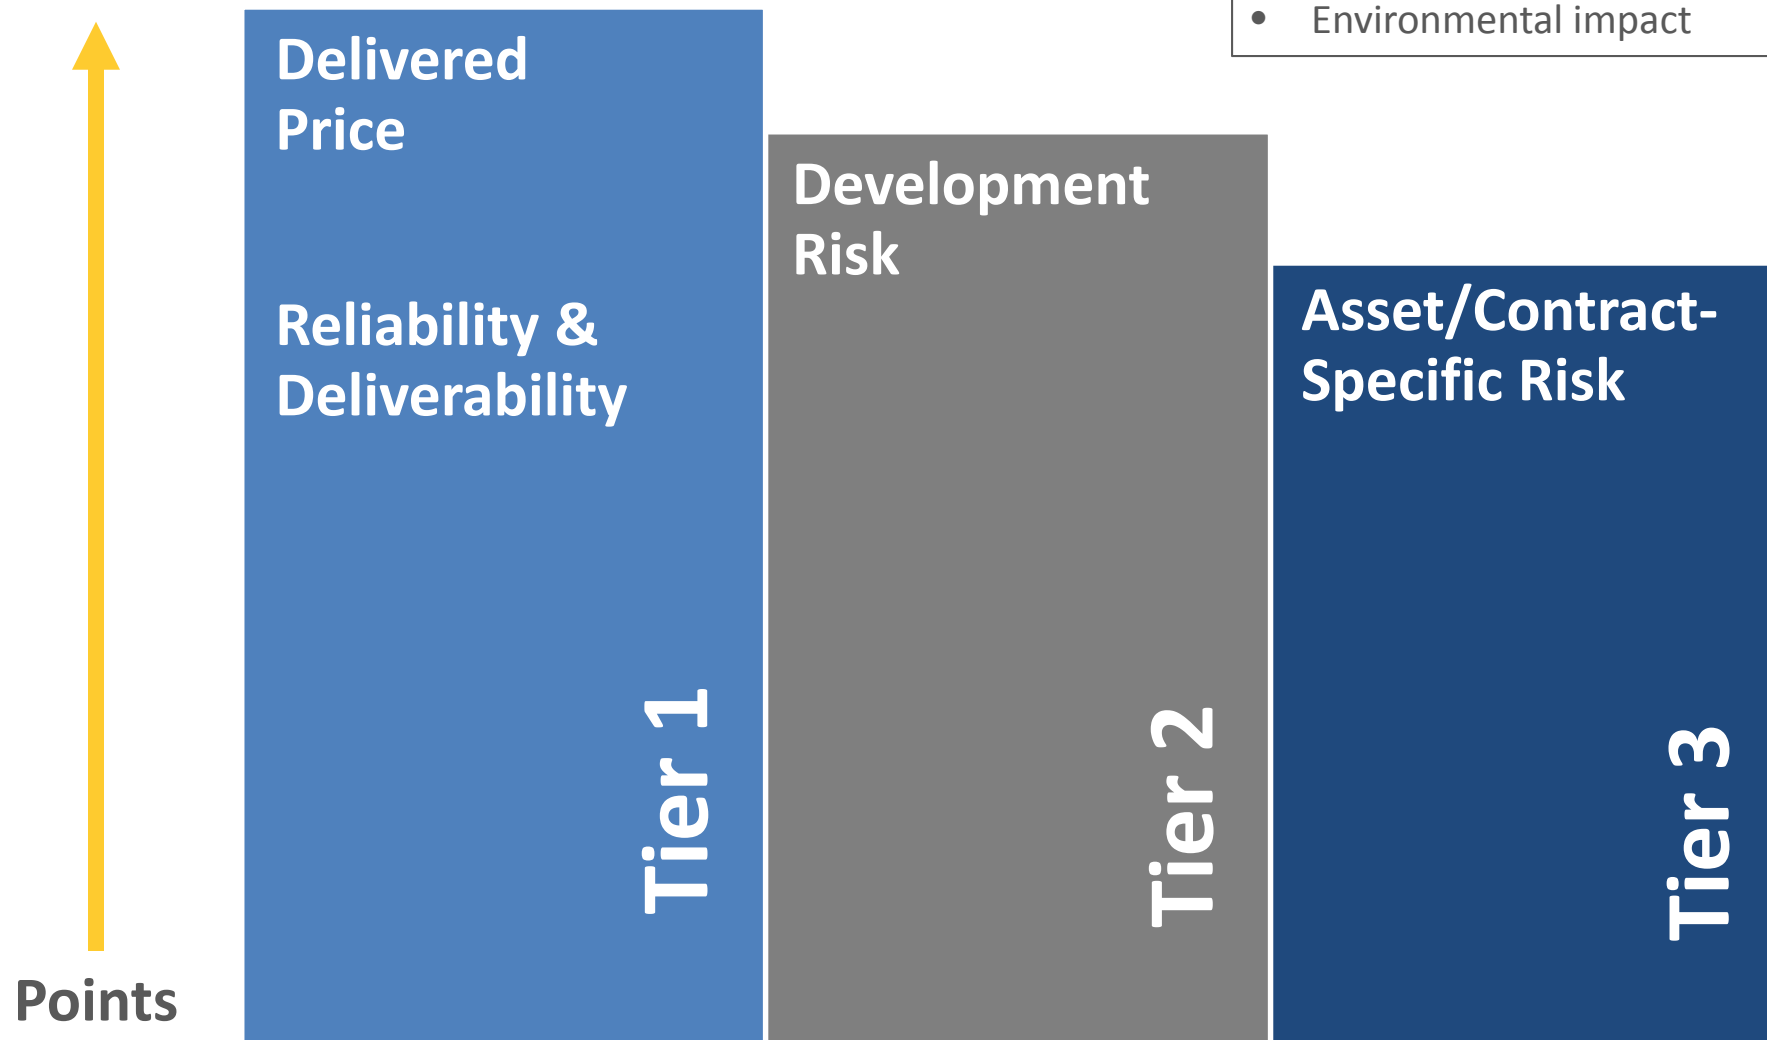 • Environmental impact
Delivered
Price
Reliability &
Deliverability
Tier 1
Development
Risk
Tier 2
Asset/Contract-
Specific Risk
Tier 3
Points